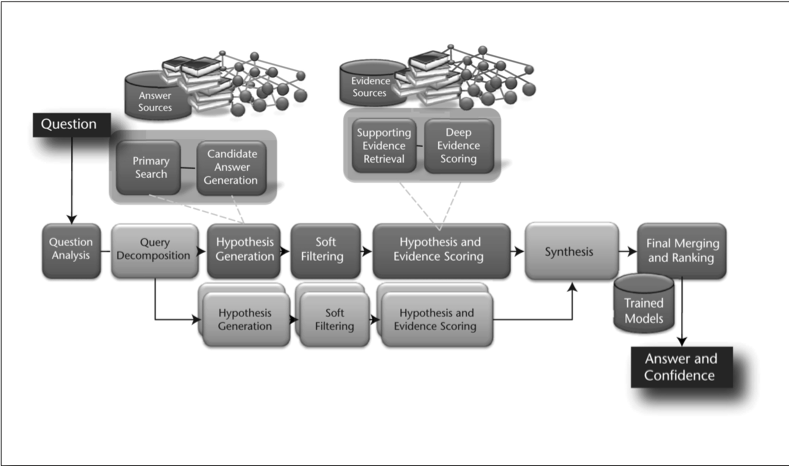 Answer
Sources
Evidence
Sources
Question
Primary
Search
Candidate
Answer
Generation
Supporting
Evidence
Retrieval
Deep
Evidence
Scoring
Question
Analysis
Query
Decomposition
Hypothesis
Generation
Soft
Filtering
Hypothesis and
Evidence Scoring
Synthesis
Final Merging
and Ranking
Trained
Models
Hypothesis
Generation
Soft
Filtering
Hypothesis and
Evidence Scoring
Answer and
Confidence